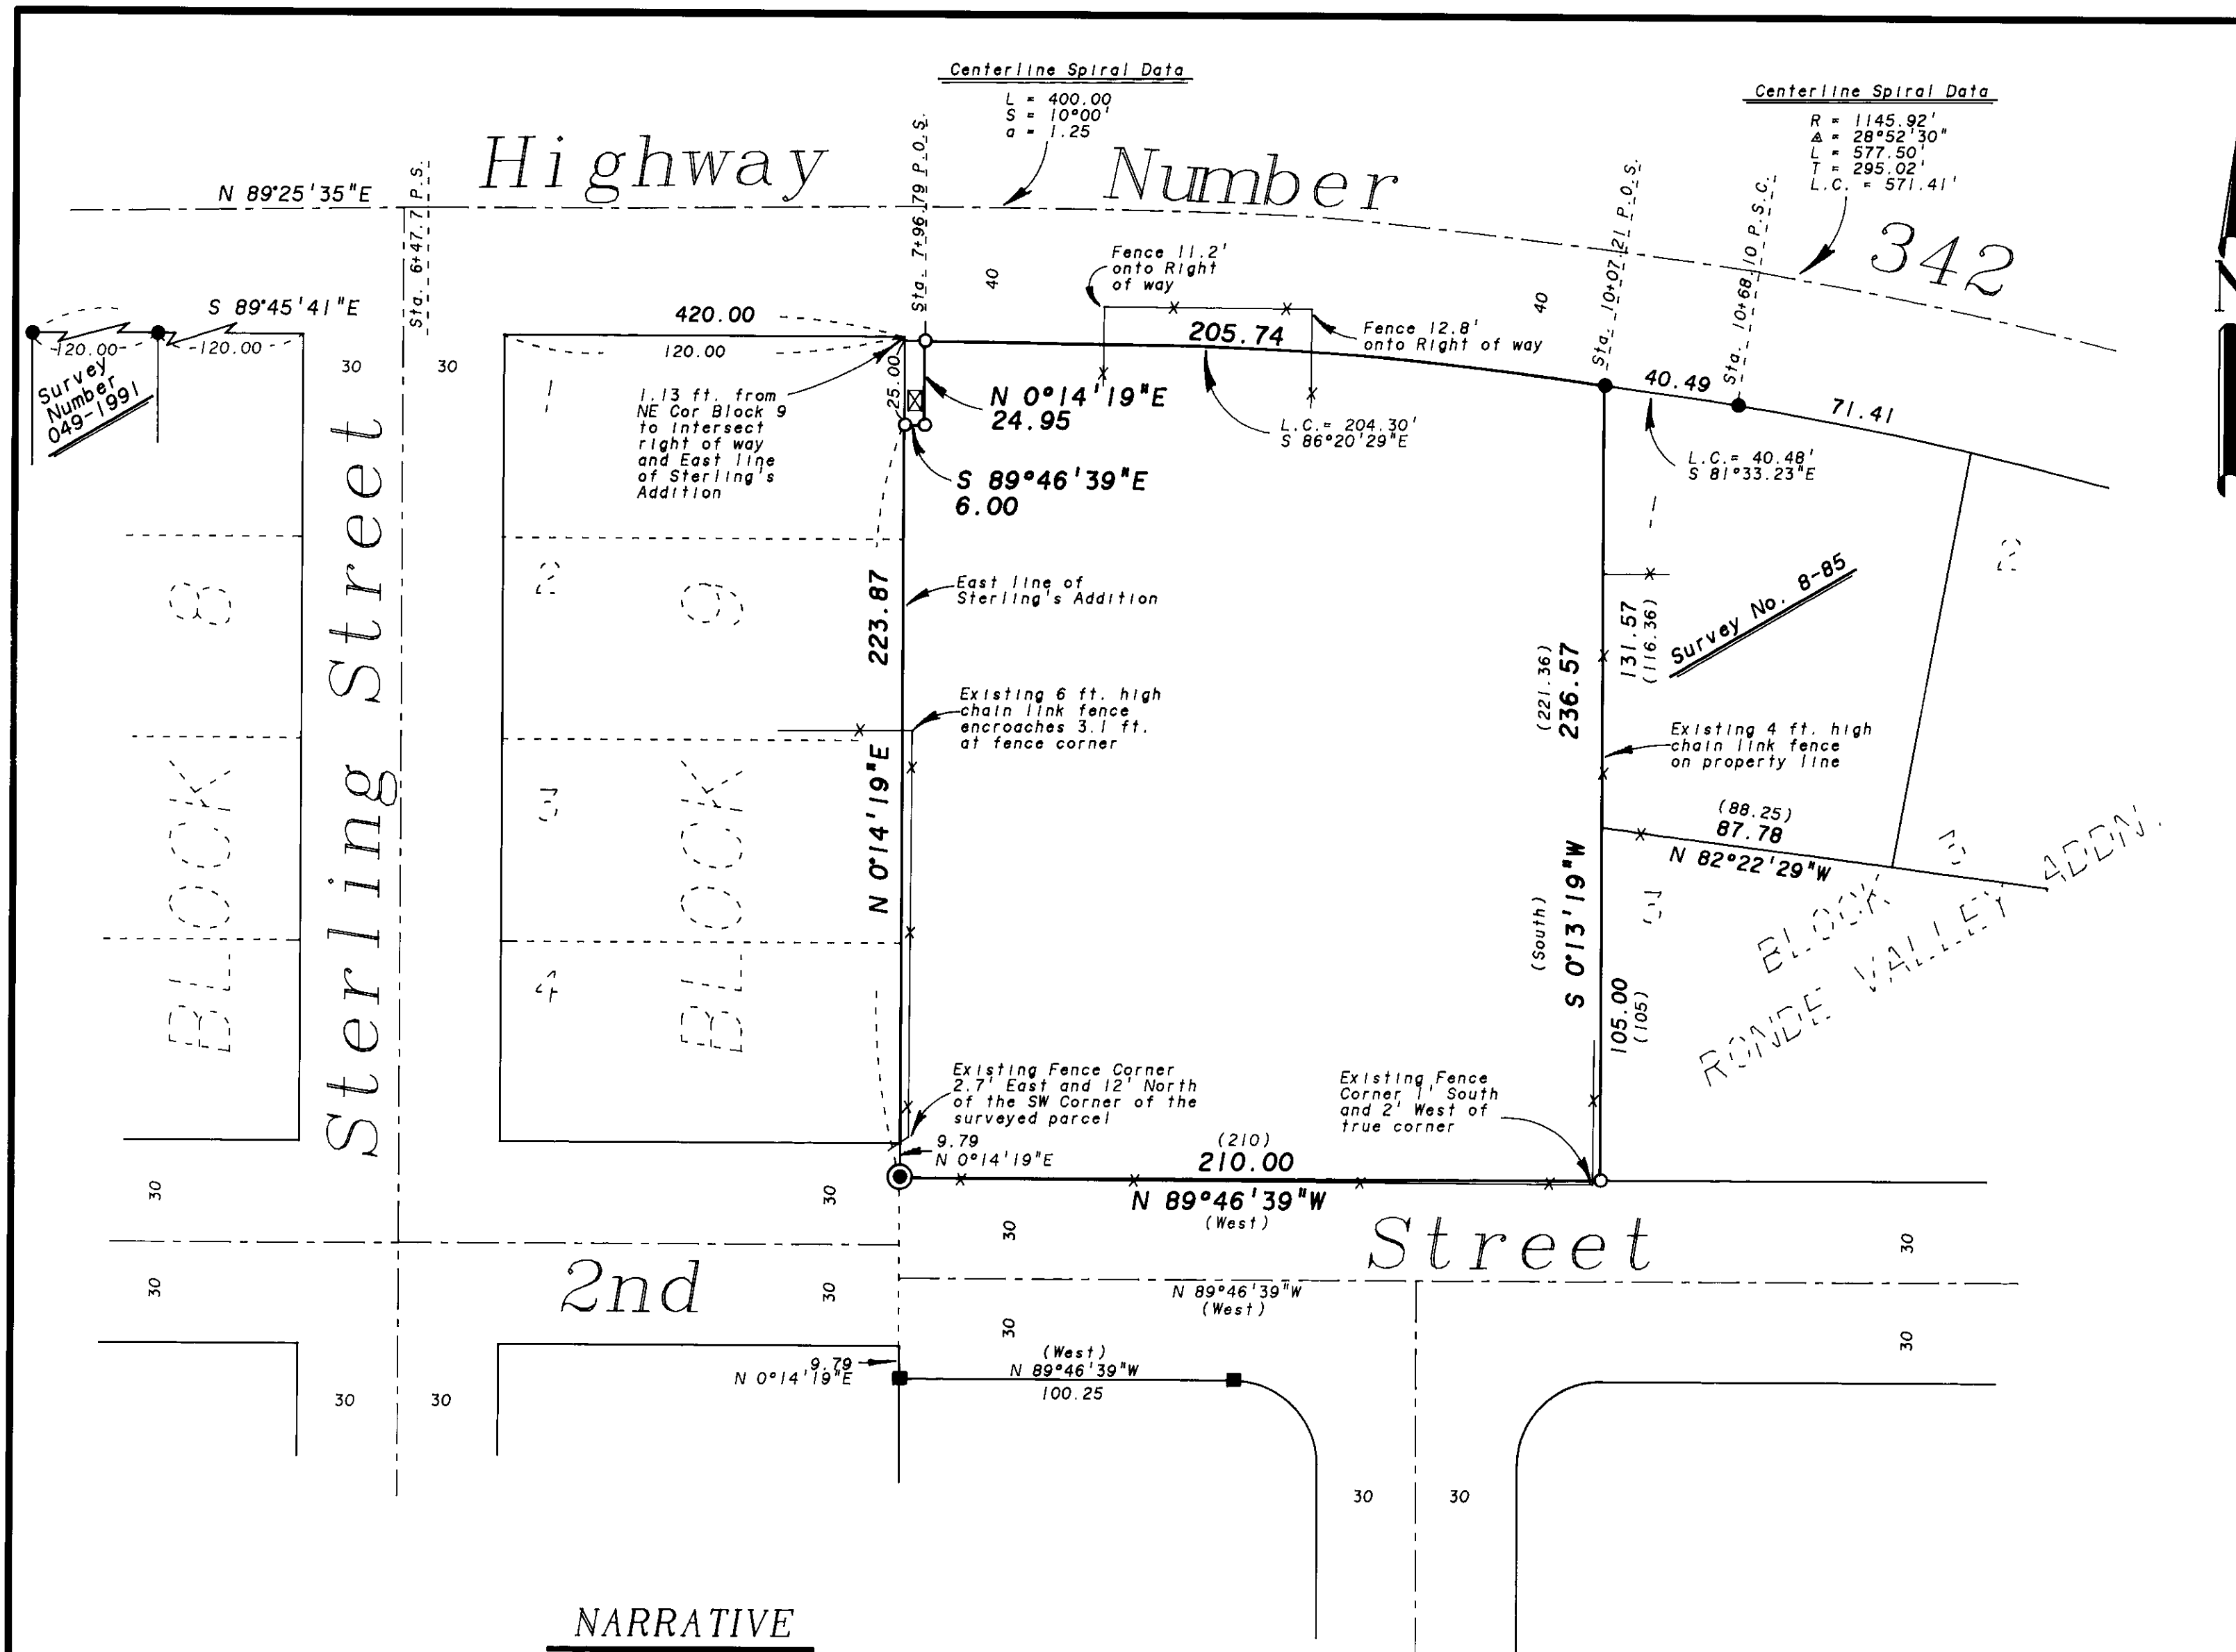 Centerline Spiral Data
L = 400.00
S = 10°00'
a = 1.25
Centerline Spiral Data
R = 1145.92'
Δ = 28°52'30"
L = 577.50'
T = 295.02'
L.C. = 571.41'
Highway Number 342
N 89°25'35"E
Sta. 6+47.7 P.S.
Sta. 7+96.79 P.O.S.
Sta. 10+07.21 P.O.S.
Sta. 10+68.10 P.S.C.
S 89°45'41"E
120.00
120.00
Survey
Number
049-1991
30
30
420.00
120.00
40
40
Fence 11.2'
onto Right
of way
205.74
Fence 12.8'
onto Right of way
40.49
71.41
1.13 ft. from
NE Cor Block 9
to intersect
right of way
and East line
of Sterling's
Addition
25.00
N 0°14'19"E
24.95
L.C.= 204.30'
S 86°20'29"E
L.C.= 40.48'
S 81°33.23"E
S 89°46'39"E
6.00
1
2
3
4
BLOCK 8
Sterling Street
BLOCK 9
223.87
N 0°14'19"E
East line of
Sterling's Addition
Existing 6 ft. high
chain link fence
encroaches 3.1 ft.
at fence corner
1
2
(221.36)
236.57
131.57
(116.36)
Survey No. 8-85
Existing 4 ft. high
chain link fence
on property line
(88.25)
87.78
N 82°22'29"W
(South)
S 0°13'19"W
3
105.00
(105)
BLOCK 3
RONDE VALLEY ADDN.
Existing Fence Corner
2.7' East and 12' North
of the SW Corner of the
surveyed parcel
Existing Fence
Corner 1' South
and 2' West of
true corner
9.79
N 0°14'19"E
(210)
210.00
N 89°46'39"W
(West)
30
30
30
30
2nd Street
30
30
30
30
N 89°46'39"W
(West)
9.79
N 0°14'19"E
(West)
N 89°46'39"W
100.25
30
30
30
30
N
NARRATIVE